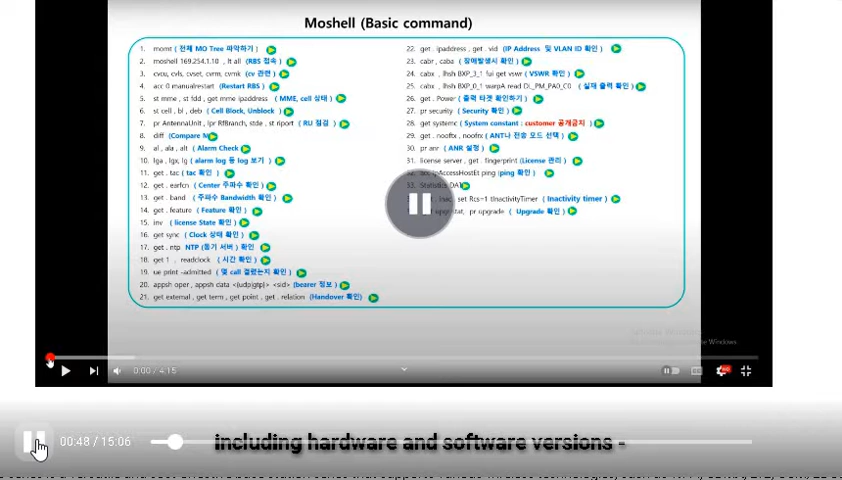 Moshell (Basic command)
1. momt ( 전체 MO Tree 파악하기 )
2. moshell 169.254.1.10 , lt all ( RBS 접속 )
3. cvcu, cvls, cvset, cvrm, cvmk (cv 관련 )
4. acc 0 manualrestart (Restart RBS )
5. st mme , st fdd , get mme ipaddress ( MME, cell 상태 )
6. st cell , bl , deb ( Cell Block, Unblock )
7. pr AntennaUnit , lpr RfBranch, stde , st riport ( RU 점검 )
8. diff (Compare M
9. al , ala , alt ( Alarm Check )
10. lga , lgx, lg ( alarm log 등 log 보기 )
11. get . tac ( tac 확인 )
12. get . earfcn ( Center 주파수 확인 )
13. get . band ( 주파수 Bandwidth 확인 )
14. get . feature ( Feature 확인 )
15. inv ( license State 확인 )
16. get sync ( Clock 상태 확인 )
17. get . ntp NTP (동기 서버 ) 확인
18. get 1 . readclock ( 시간 확인 )
19. ue print -admitted ( 몇 call 걸렸는지 확인 )
20. appsh oper , appsh data <(udp|gtp)> <sid> (bearer 정보 )
21. get external , get term , get point , get . relation (Handover 확인)
22. get . ipaddress , get . vid (IP Address 및 VLAN ID 확인 )
23. cabr , caba ( 장애발생시 확인 )
24. cabx , lhsh BXP_3_1 fui get vswr ( VSWR 확인 )
25. cabx , lhsh BXP_0_1 warpA read DL_PM_PA0_C0 ( 실재 출력 확인 )
26. get . Power ( 출력 타겟 확인하기 )
27. pr security ( Security 확인 )
28. get systemc ( System constant : customer 공개금지 )
29. get . nooftx , noofrx ( ANT나 전송 모드 선택 )
30. pr anr ( ANR 설정 )
31. license server , get . fingerprint (License 관리 )
32. acc IpAccessHostEt ping (ping 확인 )
33. Statistics DA
set Rcs=1 tInactivityTimer ( Inactivity timer )
pr upgrade ( Upgrade 확인 )
0:00 / 4:15
00:48 / 15:06
including hardware and software versions -